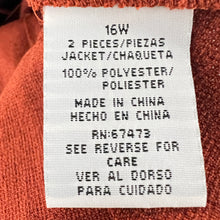 16W
2 PIECES/PIEZAS
JACKET/CHAQUETA
100% POLYESTER/
POLIESTER
MADE IN CHINA
HECHO EN CHINA
RN:67473
SEE REVERSE FOR
CARE
VER AL DORSO
PARA CUIDADO